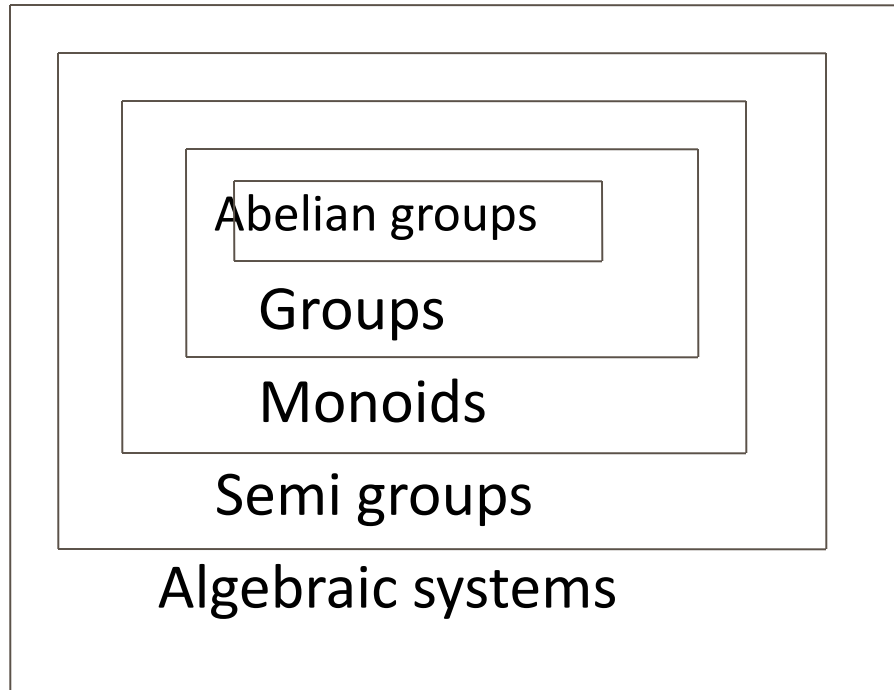 Abelian groups
Groups
Monoids
Semi groups
Algebraic systems